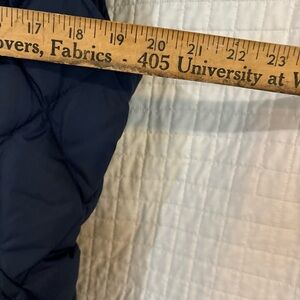 17 18 19 20 21 22 23
overs, Fabrics - 405 University at W